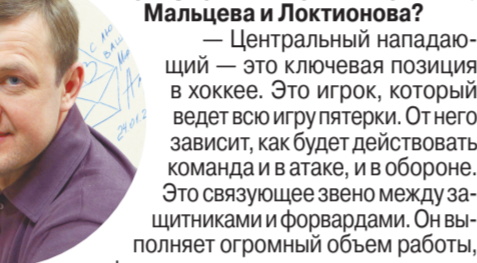 Мальцева и Локтионова?
— Центральный нападаю-
щий — это ключевая позиция
в хоккее. Это игрок, который
ведет всю игру пятерки. От него
зависит, как будет действовать
команда и в атаке, и в обороне.
Это связующее звено между за-
щитниками и форвардами. Он вы-
полняет огромный объем работы,